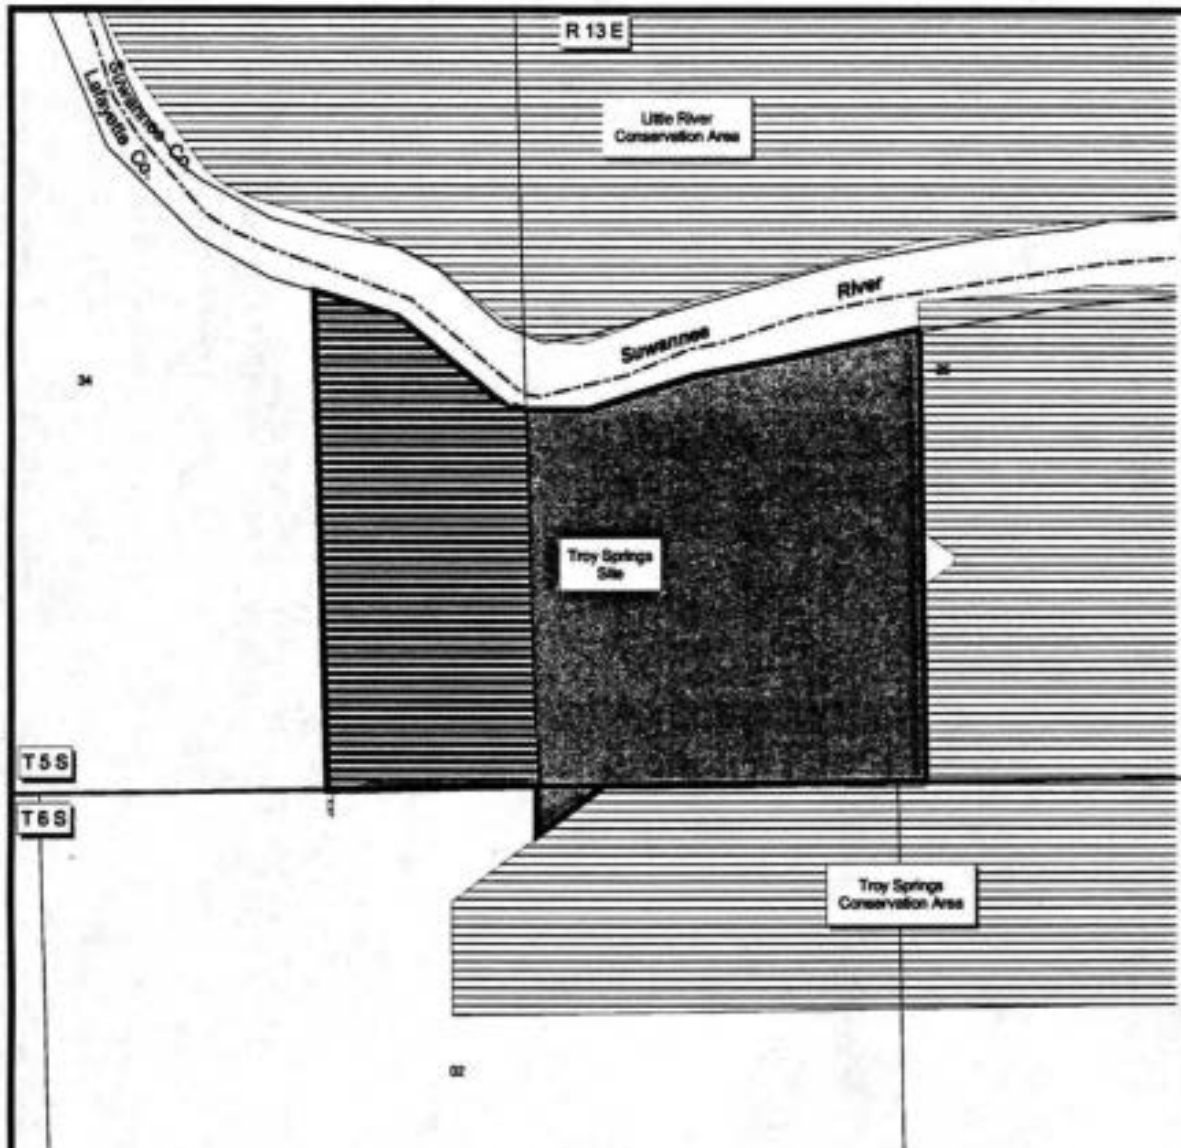 R 13 E
Little River
Conservation Area
Suwannee Co.
Lafayette Co.
River
Suwannee
34
Troy Springs
Site
T 5 S
T 6 S
Troy Springs
Conservation Area
02